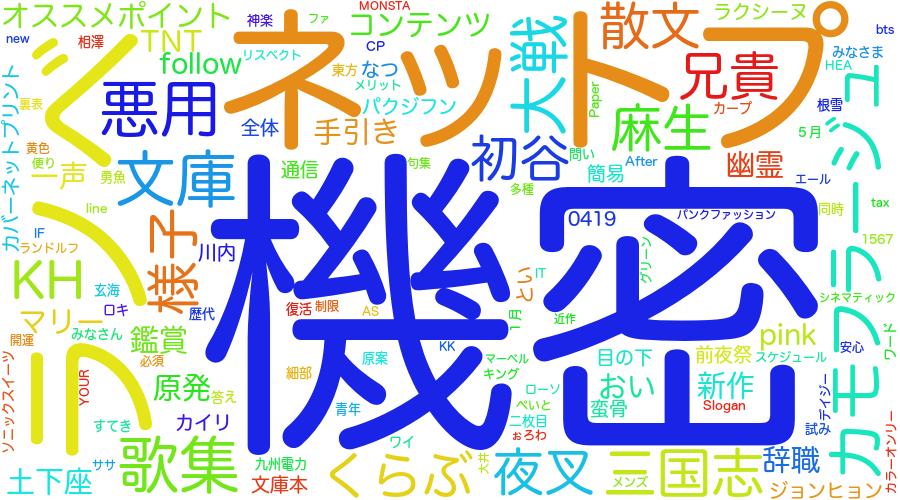 オススメポイント
神楽
ファ
MONSTA
コンテンツ
散文
ラクシーヌ
new
相澤
TNT
リスペクト
CP
ネットプ
大戦
みなさま
bts
follow
東方
なつ
メリット
パクジフン
兄貴
HEA
裏表
悪用
Paper
カープ
根雪
カモフラージュ
カバーネットプリント
黄色
便り
一声
文庫
全体
手引き
麻生
5月
勇魚
通信
句集
初谷
問い
After
簡易
幽霊
エール
line
多種
0419
パンクファッション
同時
tax
IF
ランドルフ
様子
川内
機密
いとこ
IT
グリーン
1567
KH
玄海
ロキ
復活
制限
AS
1月
近作
シネマティック
マリー
みなさん
鑑賞
歴代
pink
開運
必須
原案
KK
マーベル
目の下
前夜祭
スケジュール
安心
ワード
YOUR
細部
キング
ソニックスイーツ
原発
答え
青年
ローソ
おい
新作
デイジー
すてき
カイリ
べいと
蛮骨
Slogan
二枚目
試み
歌集
ワイ
ぉろわ
カラーオンリー
土下座
ササ
九州電力
文庫本
くらぶ
大井
夜叉
メンズ
三国志
辞職
ジョンヒョン